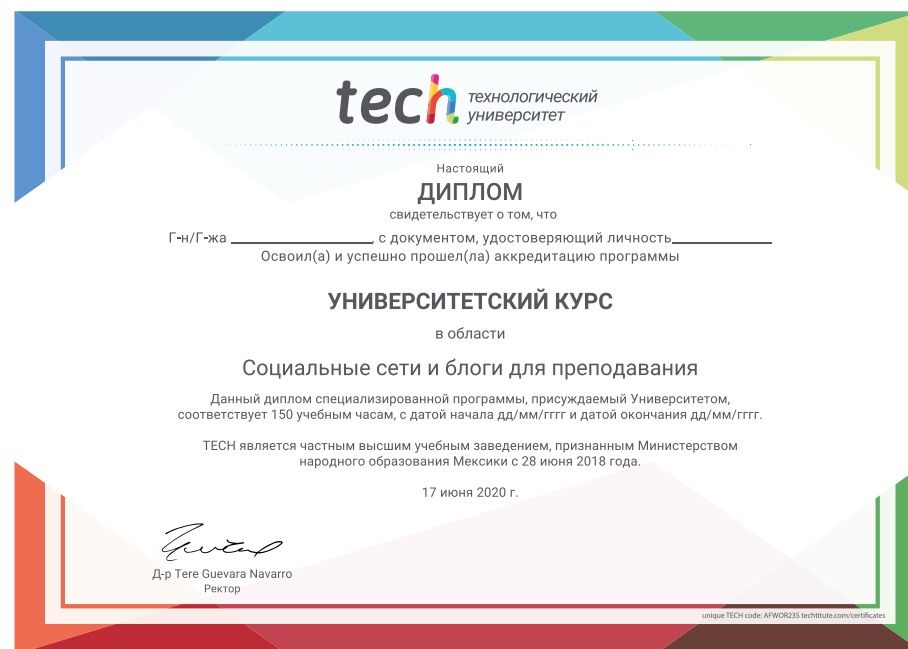 tech технологический
университет
Настоящий
ДИПЛОМ
свидетельствует о том, что
Г-н/Г-жа ________________, с документом, удостоверяющий личность____________
Освоил(а) и успешно прошел(ла) аккредитацию программы
УНИВЕРСИТЕТСКИЙ КУРС
в области
Социальные сети и блоги для преподавания
Данный диплом специализированной программы, присуждаемый Университетом,
соответствует 150 учебным часам, с датой начала дд/мм/гггг и датой окончания дд/мм/гггг.
TECH является частным высшим учебным заведением, признанным Министерством
народного образования Мексики с 28 июня 2018 года.
17 июня 2020 г.
Д-р Tere Guevara Navarro
Ректор
unique TECH code: AFWOR23S techtitute.com/certificates